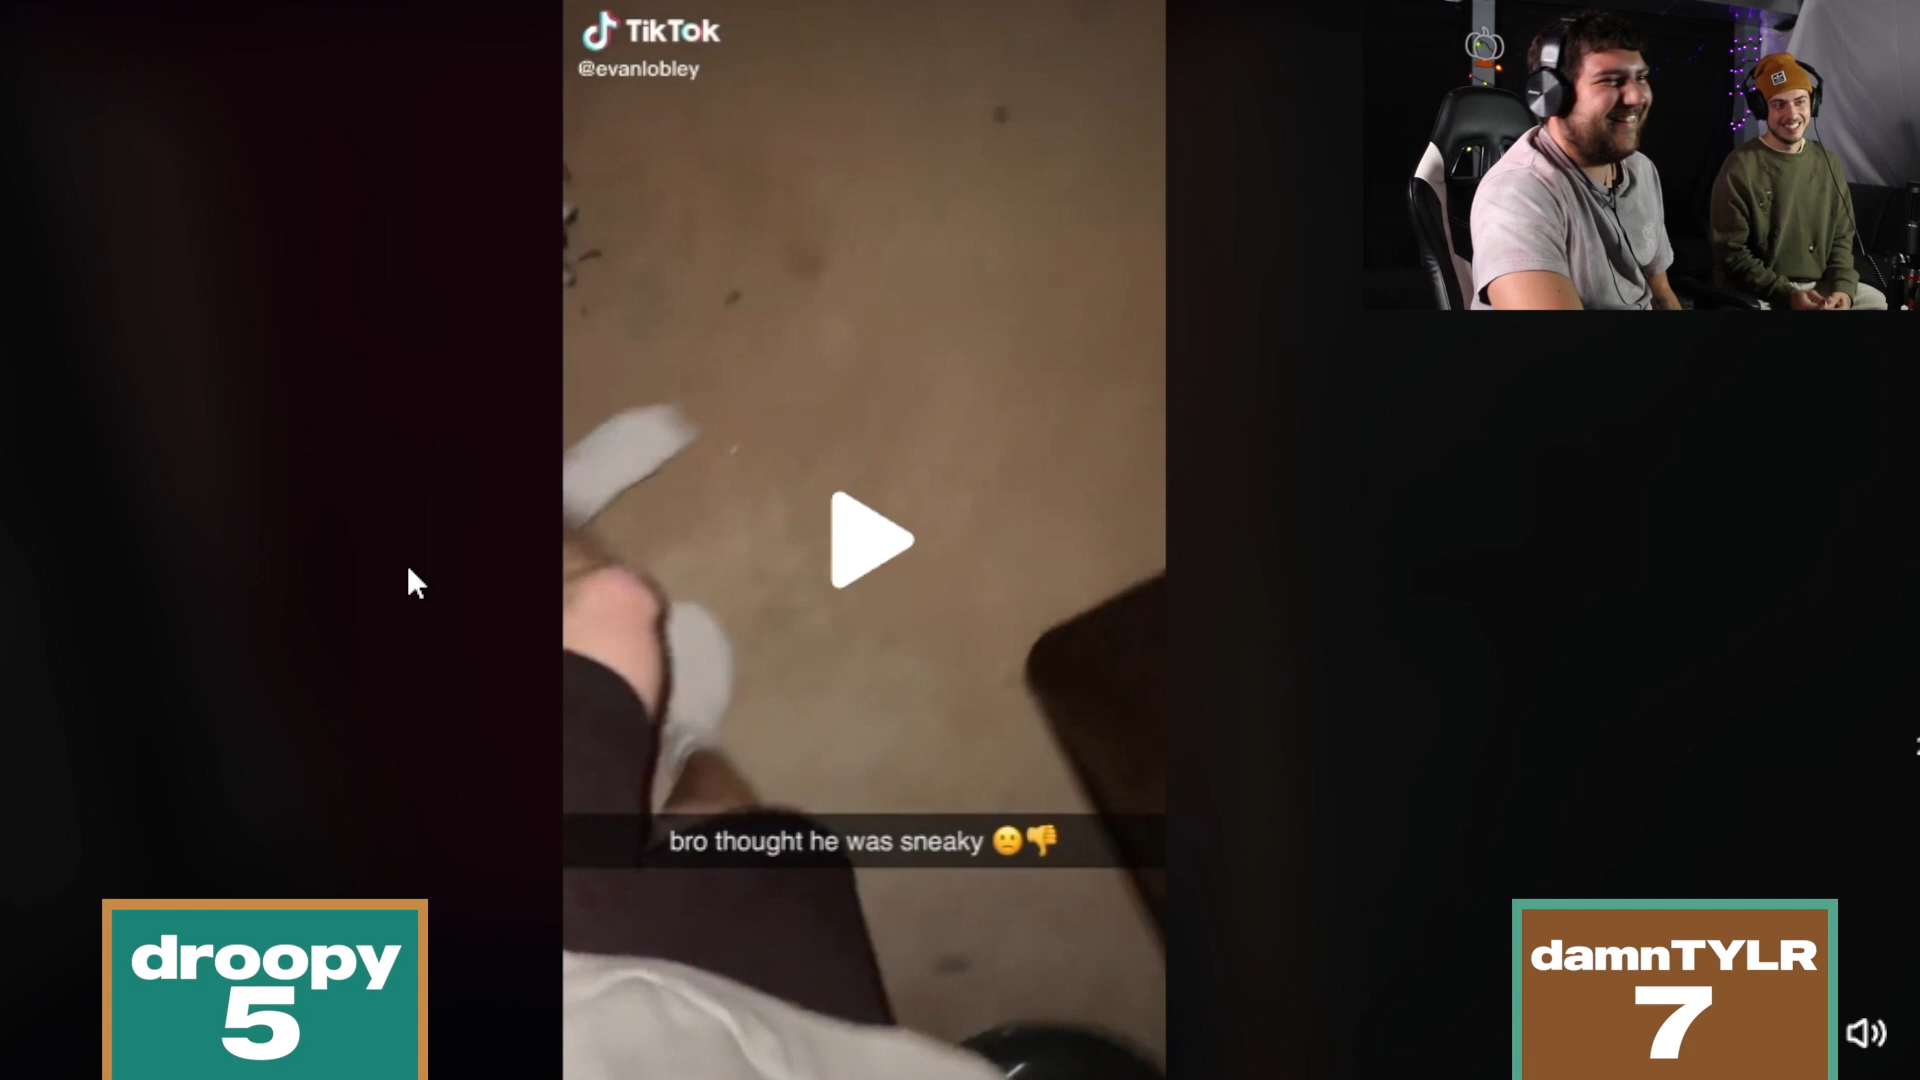 TikTok
@evanlobley
bro thought he was sneaky 🙁👎
droopy
5
damnTYLR
7